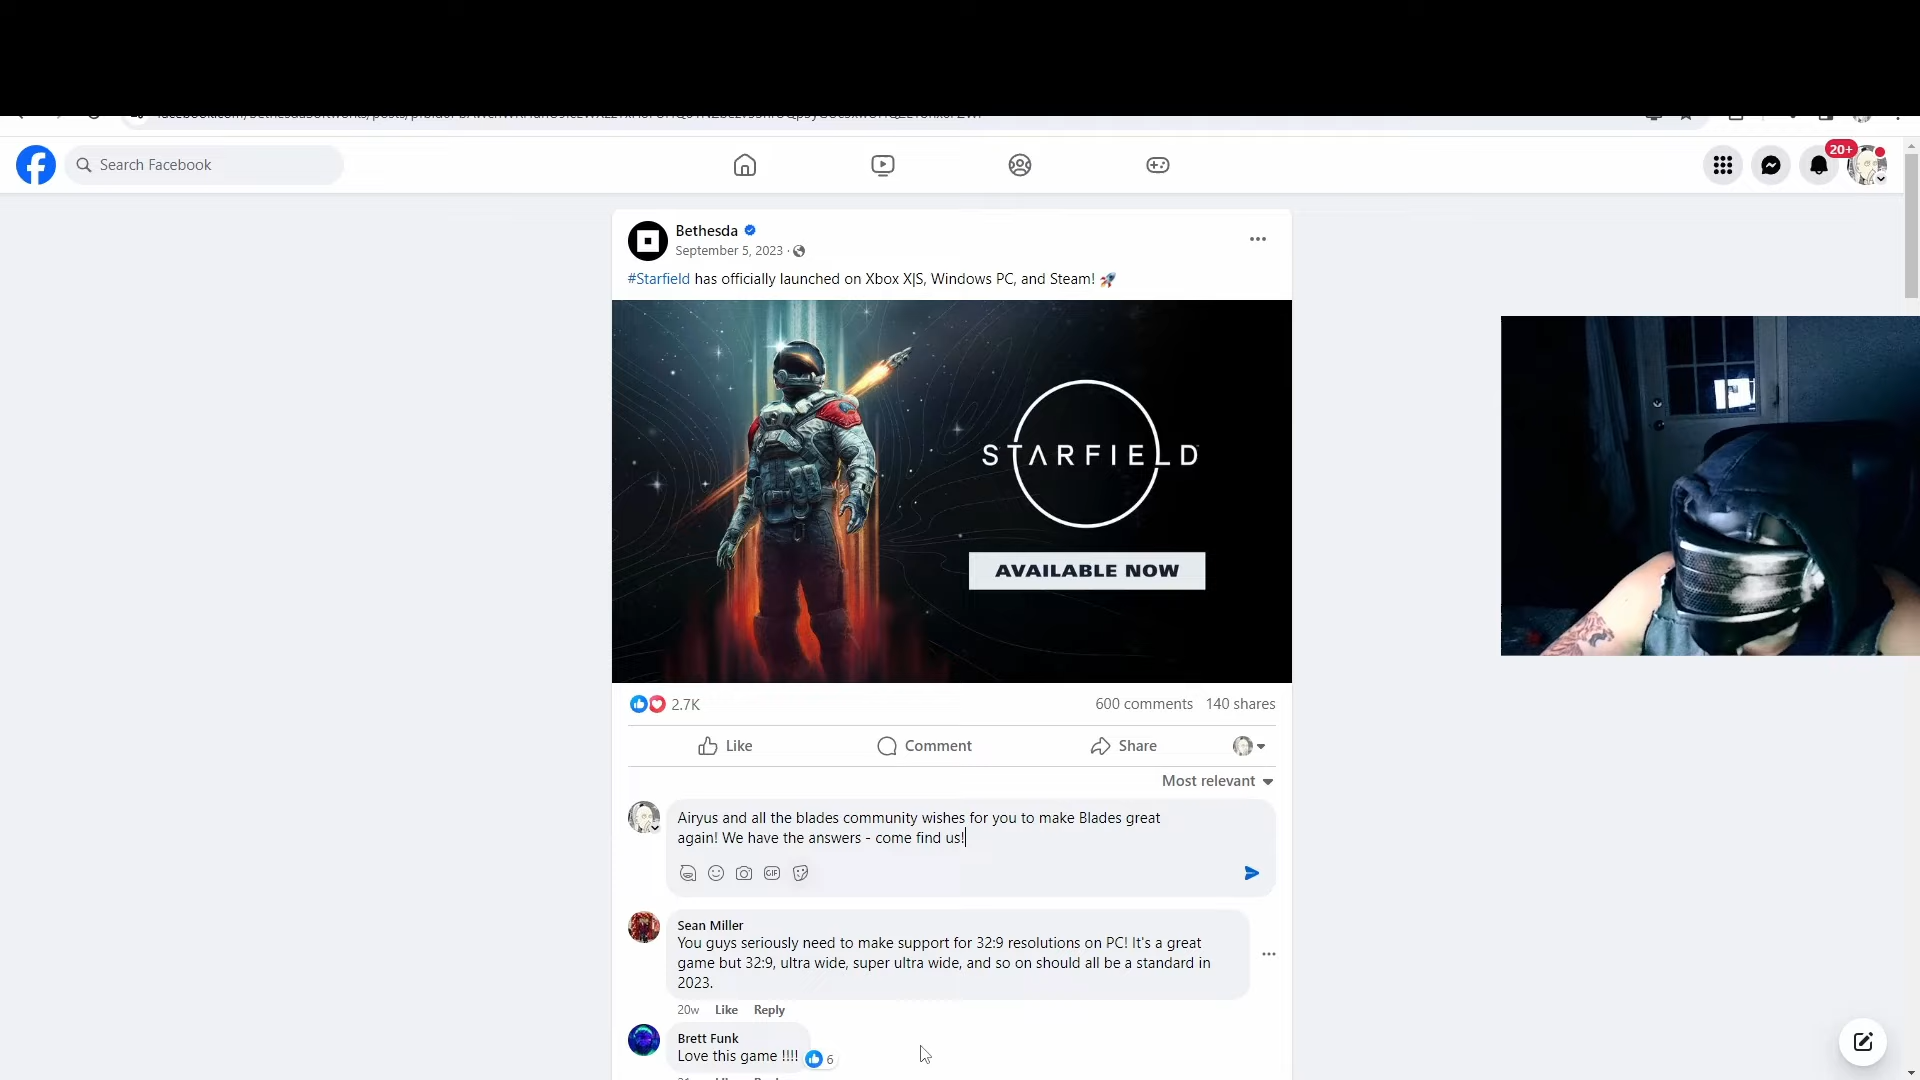 Search Facebook
20+
Bethesda
September 5, 2023 ·
#Starfield has officially launched on Xbox X|S, Windows PC, and Steam! 🚀
STARFIELD
AVAILABLE NOW
2.7K
600 comments 140 shares
Like Comment Share
Most relevant
Airyus and all the blades community wishes for you to make Blades great
again! We have the answers - come find us!
GIF
Sean Miller
You guys seriously need to make support for 32:9 resolutions on PC! It's a great
game but 32:9, ultra wide, super ultra wide, and so on should all be a standard in
2023.
20w Like Reply
Brett Funk
Love this game !!!!
6